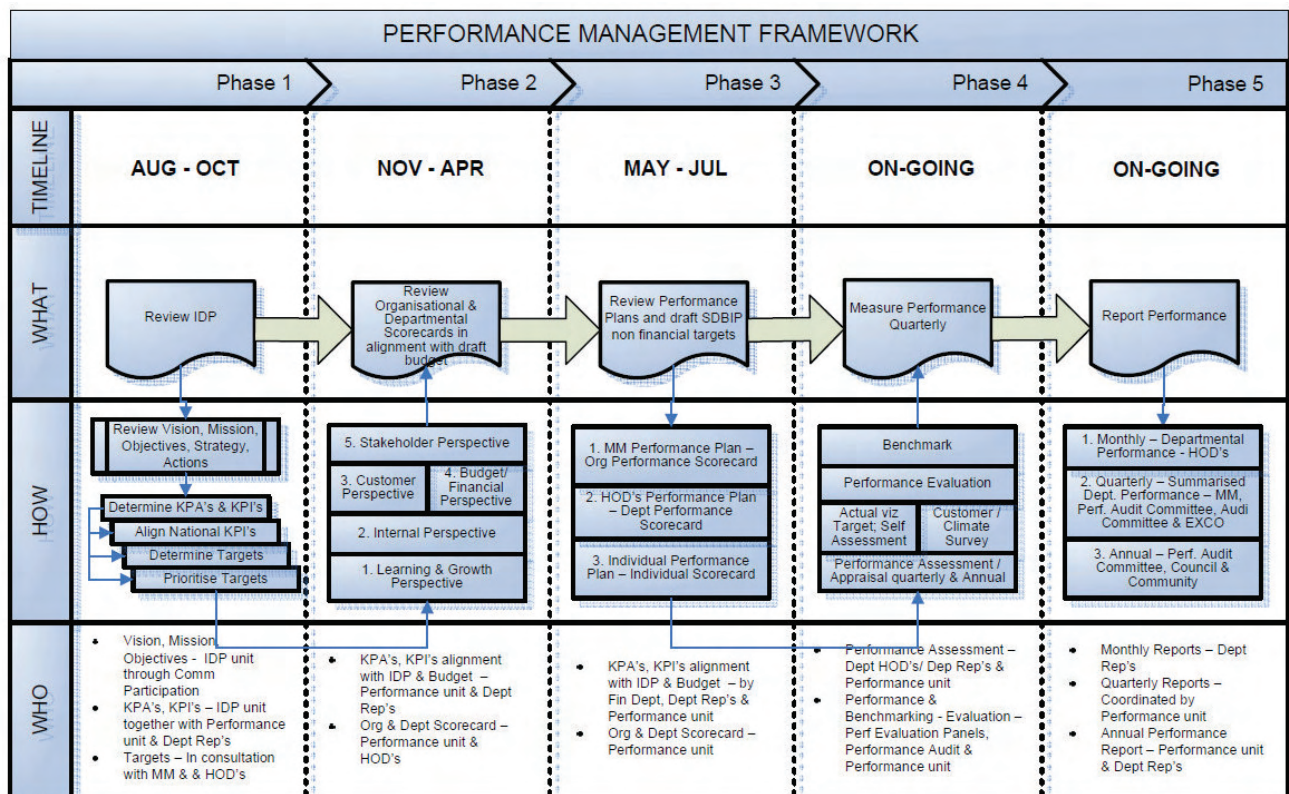 PERFORMANCE MANAGEMENT FRAMEWORK
Phase 1
Phase 2
Phase 3
Phase 4
Phase 5
TIMELINE
AUG - OCT
NOV - APR
MAY - JUL
ON-GOING
ON-GOING
WHAT
Review IDP
Review
Organisational &
Departmental
Scorecards in
alignment with draft
budget
Review Performance
Plans and draft SDBIP
non financial targets
Measure Performance
Quarterly
Report Performance
HOW
Review Vision, Mission,
Objectives, Strategy,
Actions
Determine KPA's & KPI's
Align National KPI's
Determine Targets
Prioritise Targets
5. Stakeholder Perspective
3. Customer
Perspective
4. Budget/
Financial
Perspective
2. Internal Perspective
1. Learning & Growth
Perspective
1. MM Performance Plan –
Org Performance Scorecard
2. HOD's Performance Plan
– Dept Performance
Scorecard
3. Individual Performance
Plan – Individual Scorecard
Benchmark
Performance Evaluation
Actual viz
Target; Self
Assessment
Customer /
Climate
Survey
Performance Assessment /
Appraisal quarterly & Annual
1. Monthly – Departmental
Performance - HOD's
2. Quarterly – Summarised
Dept. Performance – MM,
Perf. Audit Committee, Audi
Committee & EXCO
3. Annual – Perf. Audit
Committee, Council &
Community
WHO
• Vision, Mission,
Objectives - IDP unit
through Comm
Participation
• KPA's, KPI's – IDP unit
together with Performance
unit & Dept Rep's
• Targets – In consultation
with MM & & HOD's
• KPA's, KPI's alignment
with IDP & Budget –
Performance unit & Dept
Rep's
• Org & Dept Scorecard –
Performance unit &
HOD's
• KPA's, KPI's alignment
with IDP & Budget – by
Fin Dept, Dept Rep's &
Performance unit
• Org & Dept Scorecard –
Performance unit
• Performance Assessment –
Dept HOD's/ Dep Rep's &
Performance unit
• Performance &
Benchmarking - Evaluation –
Perf Evaluation Panels,
Performance Audit &
Performance unit
• Monthly Reports – Dept
Rep's
• Quarterly Reports –
Coordinated by
Performance unit
• Annual Performance
Report – Performance unit
& Dept Rep's